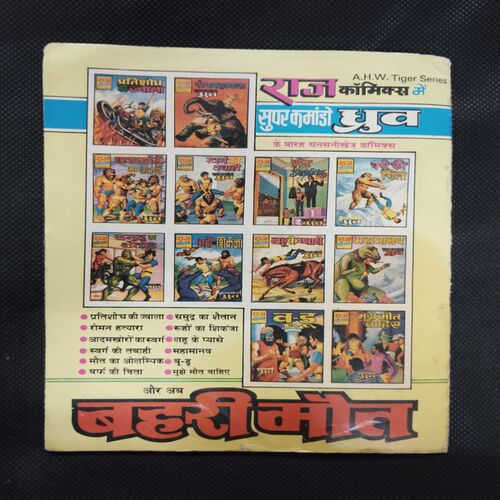 A.H.W. Tiger Series
राज कॉमिक्स में
सुपर कमांडो ध्रुव
के बारह सनसनीखेज कॉमिक्स
प्रतिशोध की ज्वाला
रोमन हत्यारा
आदमखोरों का स्वर्ग
स्वर्ग की तबाही
मौत का ओलम्पिक
बर्फ की चिता
समुद्र का शैतान
रूहों का शिकंजा
लहू के प्यासे
महामानव
वू-डू
मुझे मौत चाहिए
और अब
बहरी मौत